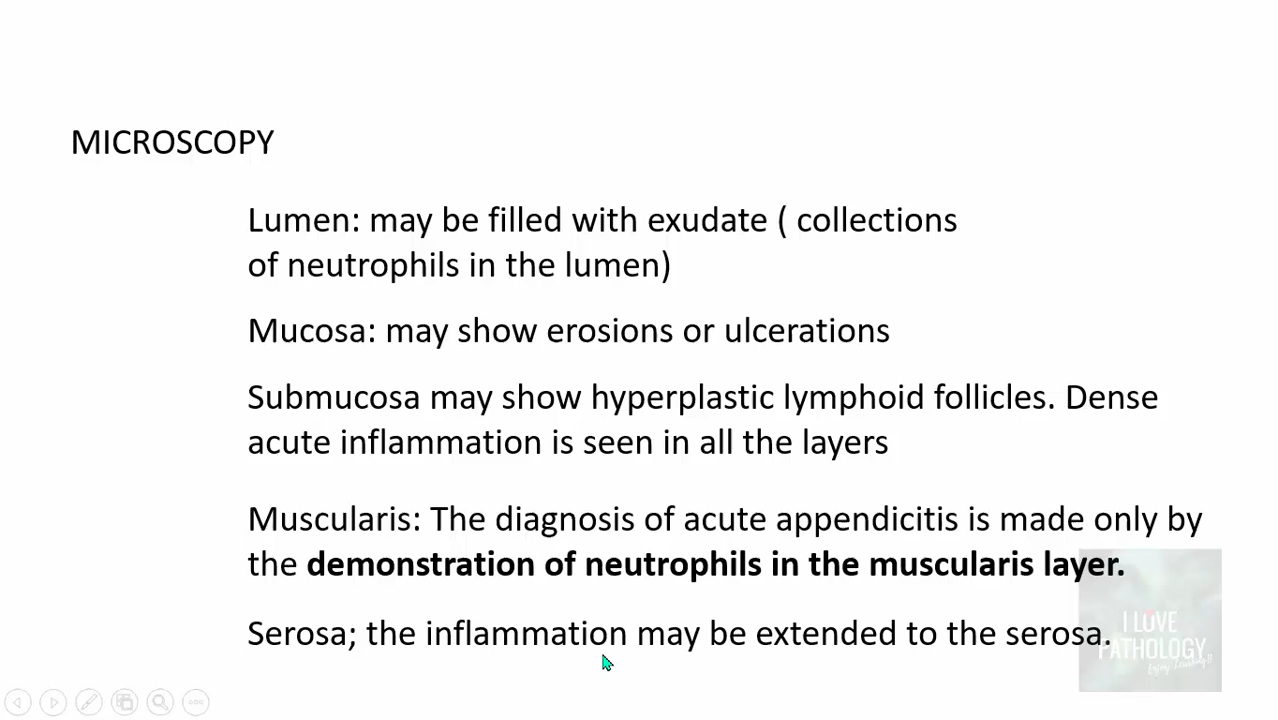 MICROSCOPY
Lumen: may be filled with exudate ( collections
of neutrophils in the lumen)
Mucosa: may show erosions or ulcerations
Submucosa may show hyperplastic lymphoid follicles. Dense
acute inflammation is seen in all the layers
Muscularis: The diagnosis of acute appendicitis is made only by
the demonstration of neutrophils in the muscularis layer.
Serosa; the inflammation may be extended to the serosa.
I LOVE
PATHOLOGY
Enjoy Learning!!